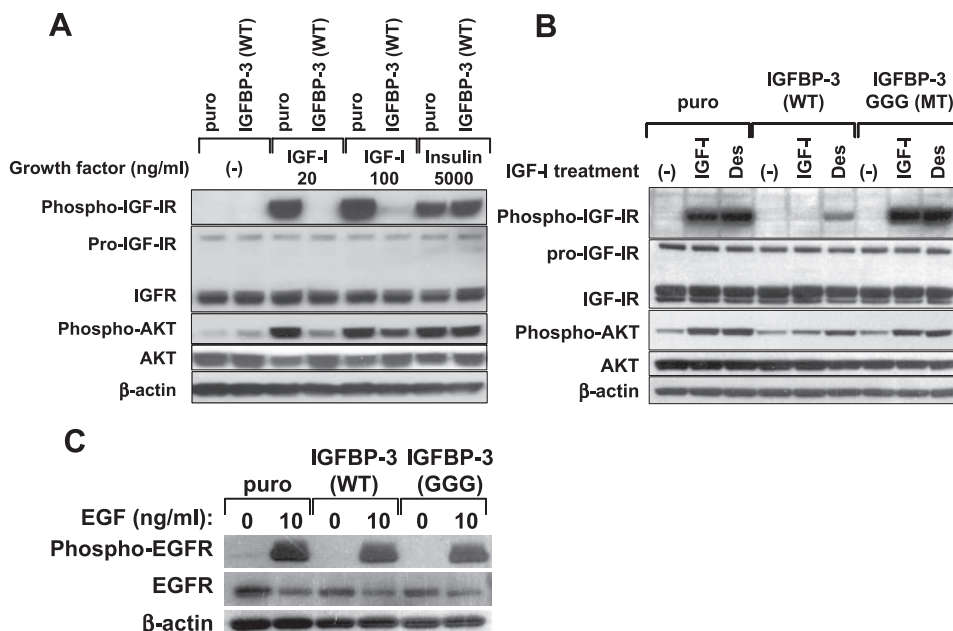 A
puro
IGFBP-3 (WT)
puro
IGFBP-3 (WT)
puro
IGFBP-3 (WT)
puro
IGFBP-3 (WT)
Growth factor (ng/ml) (-) IGF-I 20 IGF-I 100 Insulin 5000
Phospho-IGF-IR
Pro-IGF-IR
IGFR
Phospho-AKT
AKT
β-actin
B
puro IGFBP-3 (WT) IGFBP-3 GGG (MT)
IGF-I treatment (-) IGF-I Des (-) IGF-I Des (-) IGF-I Des
Phospho-IGF-IR
pro-IGF-IR
IGF-IR
Phospho-AKT
AKT
β-actin
C
puro IGFBP-3 (WT) IGFBP-3 (GGG)
EGF (ng/ml): 0 10 0 10 0 10
Phospho-EGFR
EGFR
β-actin